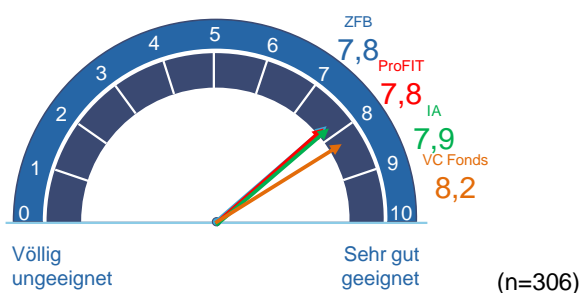 0
1
2
3
4
5
6
7
8
9
10
ZFB
7,8
ProFIT
7,8
IA
7,9
VC Fonds
8,2
Völlig
ungeeignet
Sehr gut
geeignet
(n=306)